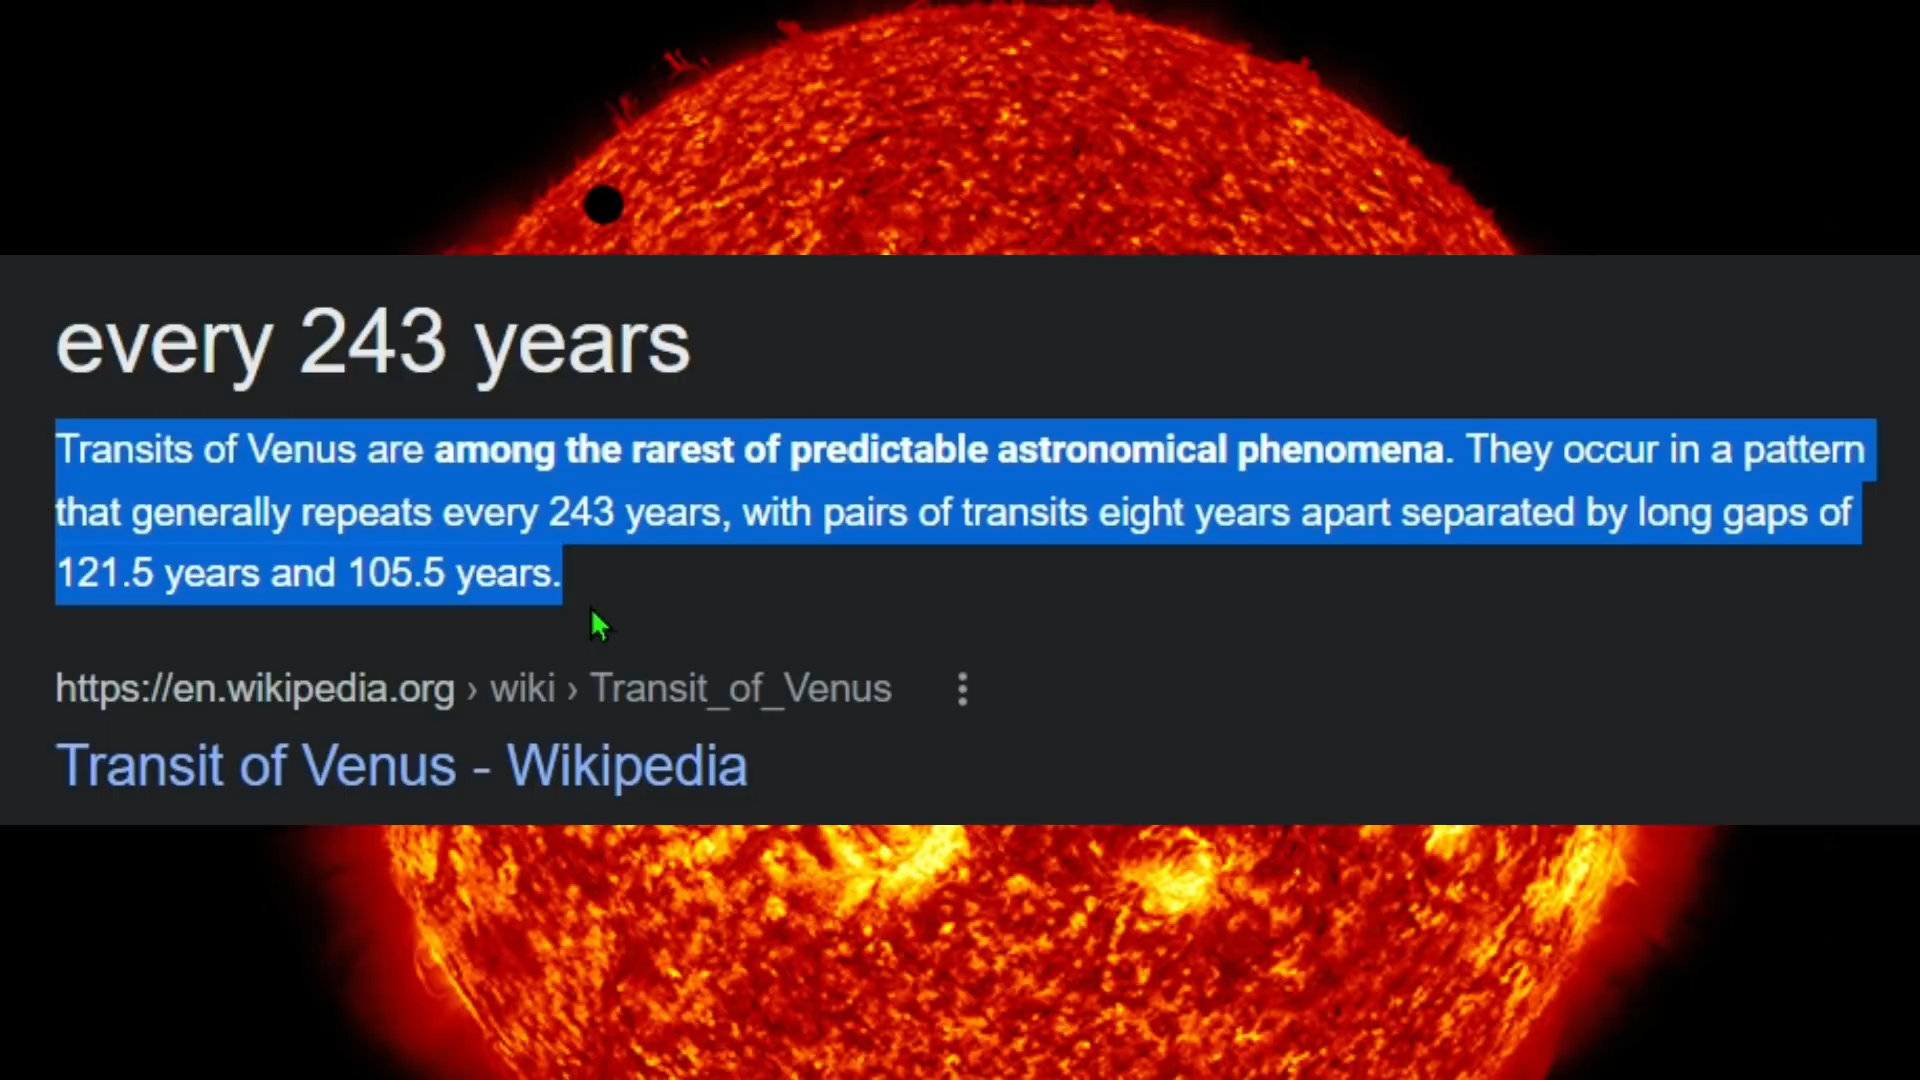 every 243 years
Transits of Venus are among the rarest of predictable astronomical phenomena. They occur in a pattern
that generally repeats every 243 years, with pairs of transits eight years apart separated by long gaps of
121.5 years and 105.5 years.
https://en.wikipedia.org › wiki › Transit_of_Venus
Transit of Venus - Wikipedia